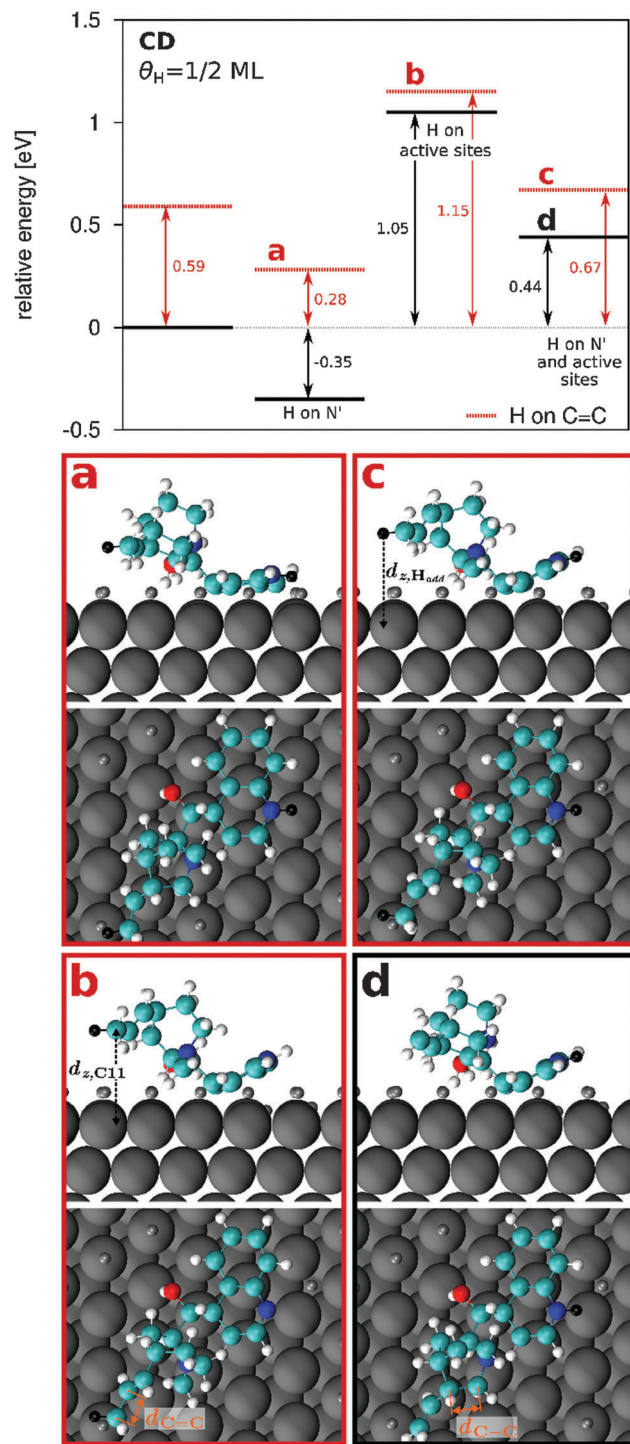 1.5
CD
θH=1/2 ML
b
1
H on
active sites
c
relative energy [eV]
0.5
a
d
1.05
1.15
0.59
0.28
0.44
0.67
0
-0.35
H on N'
H on N'
and active
sites
H on C=C
-0.5
a
c
dz,Hadd
b
d
dz,C11
dC=C
dC−C